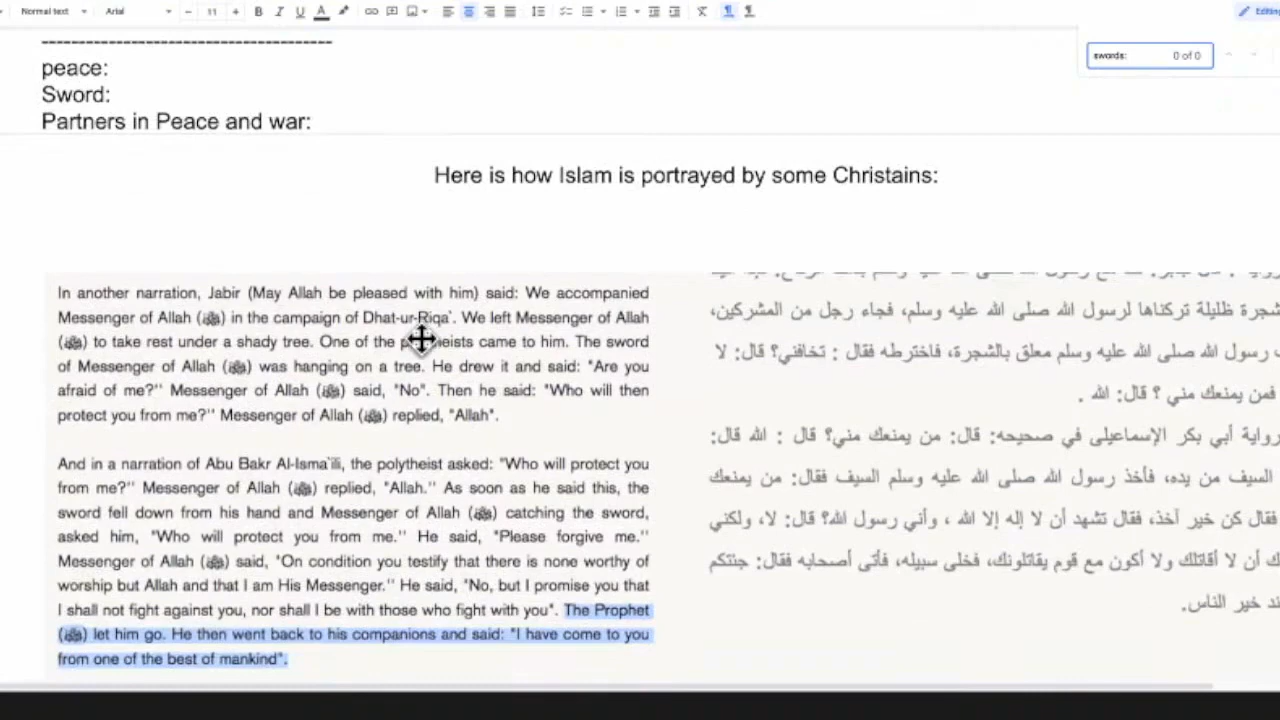 Normal text
Arial
11
Editing
swords:
0 of 0
------------------------------------
peace:
Sword:
Partners in Peace and war:
Here is how Islam is portrayed by some Christains:
In another narration, Jabir (May Allah be pleased with him) said: We accompanied
Messenger of Allah (ﷺ) in the campaign of Dhat-ur-Riqa`. We left Messenger of Allah
(ﷺ) to take rest under a shady tree. One of the came to him. The sword
of Messenger of Allah (ﷺ) was hanging on a tree. He drew it and said: "Are you
afraid of me?'' Messenger of Allah (ﷺ) said, "No". Then he said: "Who will then
protect you from me?'' Messenger of Allah (ﷺ) replied, "Allah".
And in a narration of Abu Bakr Al-Isma`ili, the polytheist asked: "Who will protect you
from me?'' Messenger of Allah (ﷺ) replied, "Allah.'' As soon as he said this, the
sword fell down from his hand and Messenger of Allah (ﷺ) catching the sword,
asked him, "Who will protect you from me.'' He said, "Please forgive me.''
Messenger of Allah (ﷺ) said, "On condition you testify that there is none worthy of
worship but Allah and that I am His Messenger.'' He said, "No, but I promise you that
I shall not fight against you, nor shall I be with those who fight with you". The Prophet
(ﷺ) let him go. He then went back to his companions and said: "I have come to you
from one of the best of mankind".
شجرة ظليلة تركناها لرسول الله صلى الله عليه وسلم، فجاء رجل من المشركين،
رسول الله صلى الله عليه وسلم معلق بالشجرة، فاخترطه فقال : تخافني؟ قال: لا
فمن يمنعك مني ؟ قال: الله .
رواية أبي بكر الإسماعيلى في صحيحه: قال: من يمنعك مني؟ قال : الله قال:
السيف من يده، فأخذ رسول الله صلى الله عليه وسلم السيف فقال: من يمنعك
فقال كن خير آخذ، فقال تشهد أن لا إله إلا الله ، وأني رسول الله؟ قال: لا، ولكني
أن لا أقاتلك ولا أكون مع قوم يقاتلونك، فخلى سبيله، فأتى أصحابه فقال: جئتكم
خير الناس.